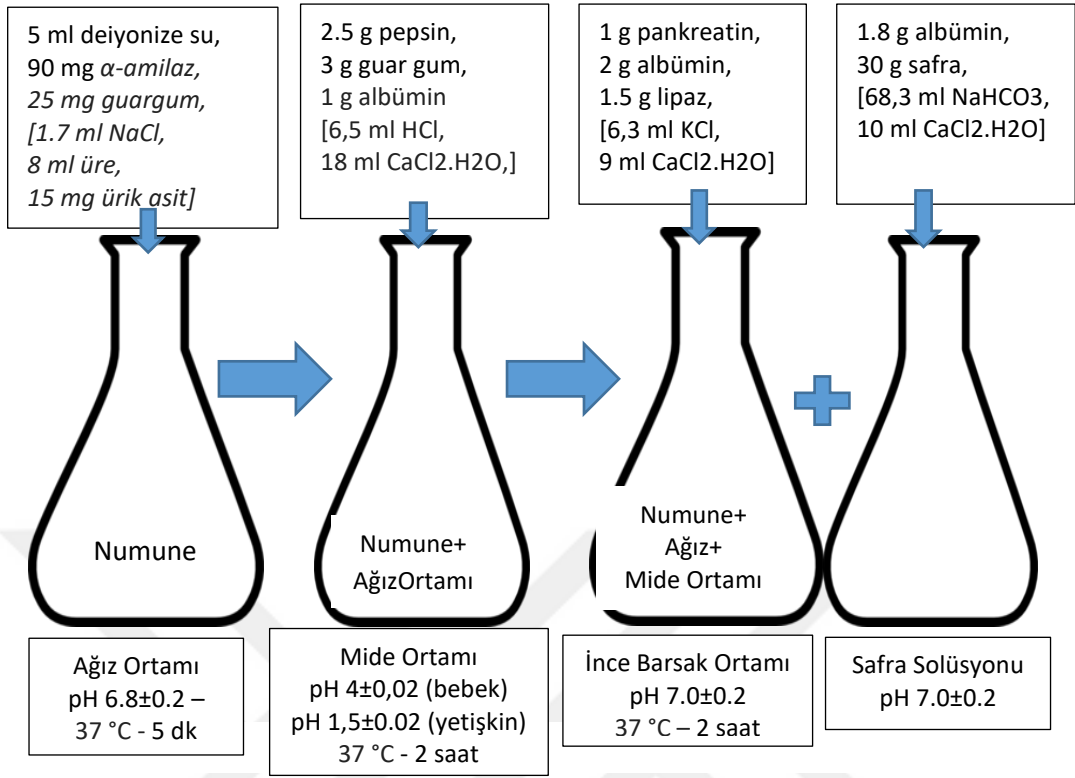 5 ml deiyonize su,
90 mg α-amilaz,
25 mg guargum,
[1.7 ml NaCl,
8 ml üre,
15 mg ürik asit]
2.5 g pepsin,
3 g guar gum,
1 g albümin
[6,5 ml HCl,
18 ml CaCl2.H2O,]
1 g pankreatin,
2 g albümin,
1.5 g lipaz,
[6,3 ml KCl,
9 ml CaCl2.H2O]
1.8 g albümin,
30 g safra,
[68,3 ml NaHCO3,
10 ml CaCl2.H2O]
Numune
Numune+
AğızOrtamı
Numune+
Ağız+
Mide Ortamı
Ağız Ortamı
pH 6.8±0.2 –
37 °C - 5 dk
Mide Ortamı
pH 4±0,02 (bebek)
pH 1,5±0.02 (yetişkin)
37 °C - 2 saat
İnce Barsak Ortamı
pH 7.0±0.2
37 °C – 2 saat
Safra Solüsyonu
pH 7.0±0.2